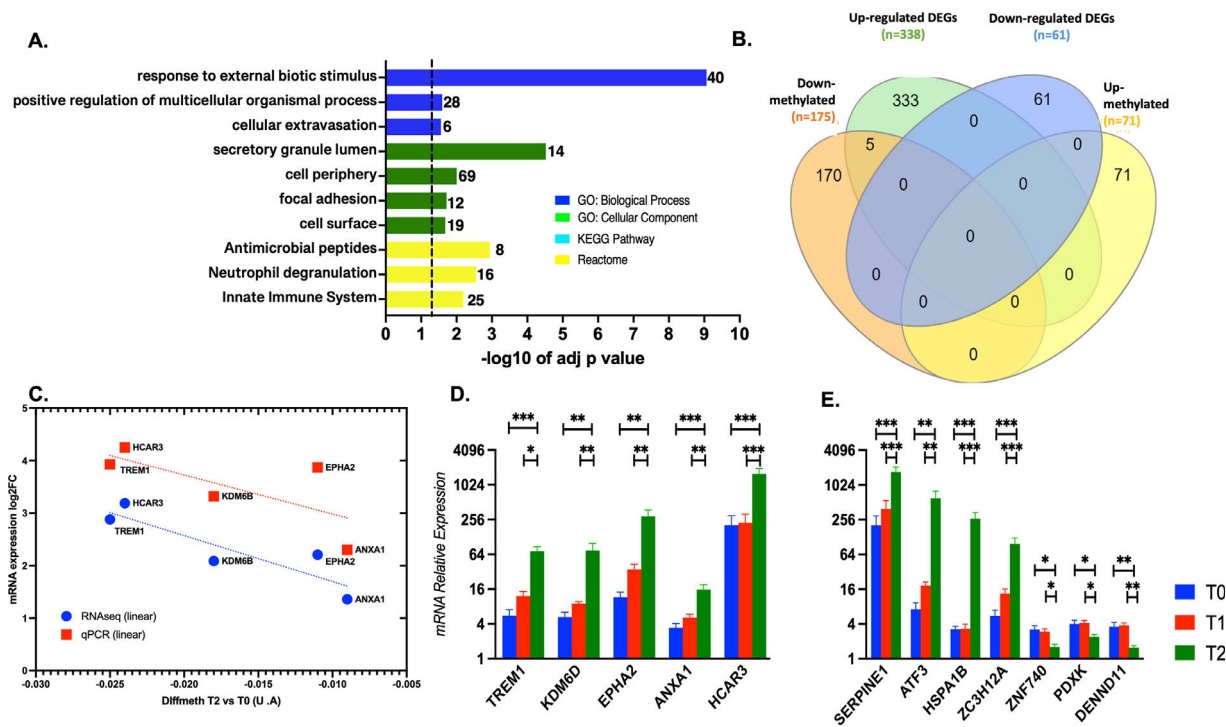 A.
response to external biotic stimulus
40
positive regulation of multicellular organismal process
28
cellular extravasation
6
secretory granule lumen
14
cell periphery
69
focal adhesion
12
cell surface
19
Antimicrobial peptides
8
Neutrophil degranulation
16
Innate Immune System
25
GO: Biological Process
GO: Cellular Component
KEGG Pathway
Reactome
0 1 2 3 4 5 6 7 8 9 10
-log10 of adj p value
B.
Up-regulated DEGs
(n=338)
Down-regulated DEGs
(n=61)
Down-
methylated
(n=175)
Up-
methylated
(n=71)
333
61
0
5
0
170
0
0
71
0
0
0
0
0
0
C.
5
4
3
2
1
0
mRNA expression log2FC
HCAR3
TREM1
EPHA2
KDM6B
HCAR3
TREM1
ANXA1
EPHA2
KDM6B
ANXA1
RNAseq (linear)
qPCR (linear)
-0.030 -0.025 -0.020 -0.015 -0.010 -0.005
Diffmeth T2 vs T0 (U .A)
D.
mRNA Relative Expression
4096
1024
256
64
16
4
1
*** ** ** *** ***
* ** ** ** ***
TREM1 KDM6D EPHA2 ANXA1 HCAR3
E.
4096
1024
256
64
16
4
1
*** ** *** *** * * **
*** ** *** *** * * **
SERPINE1 ATF3 HSPA1B ZC3H12A ZNF740 PDXK DENND11
T0
T1
T2